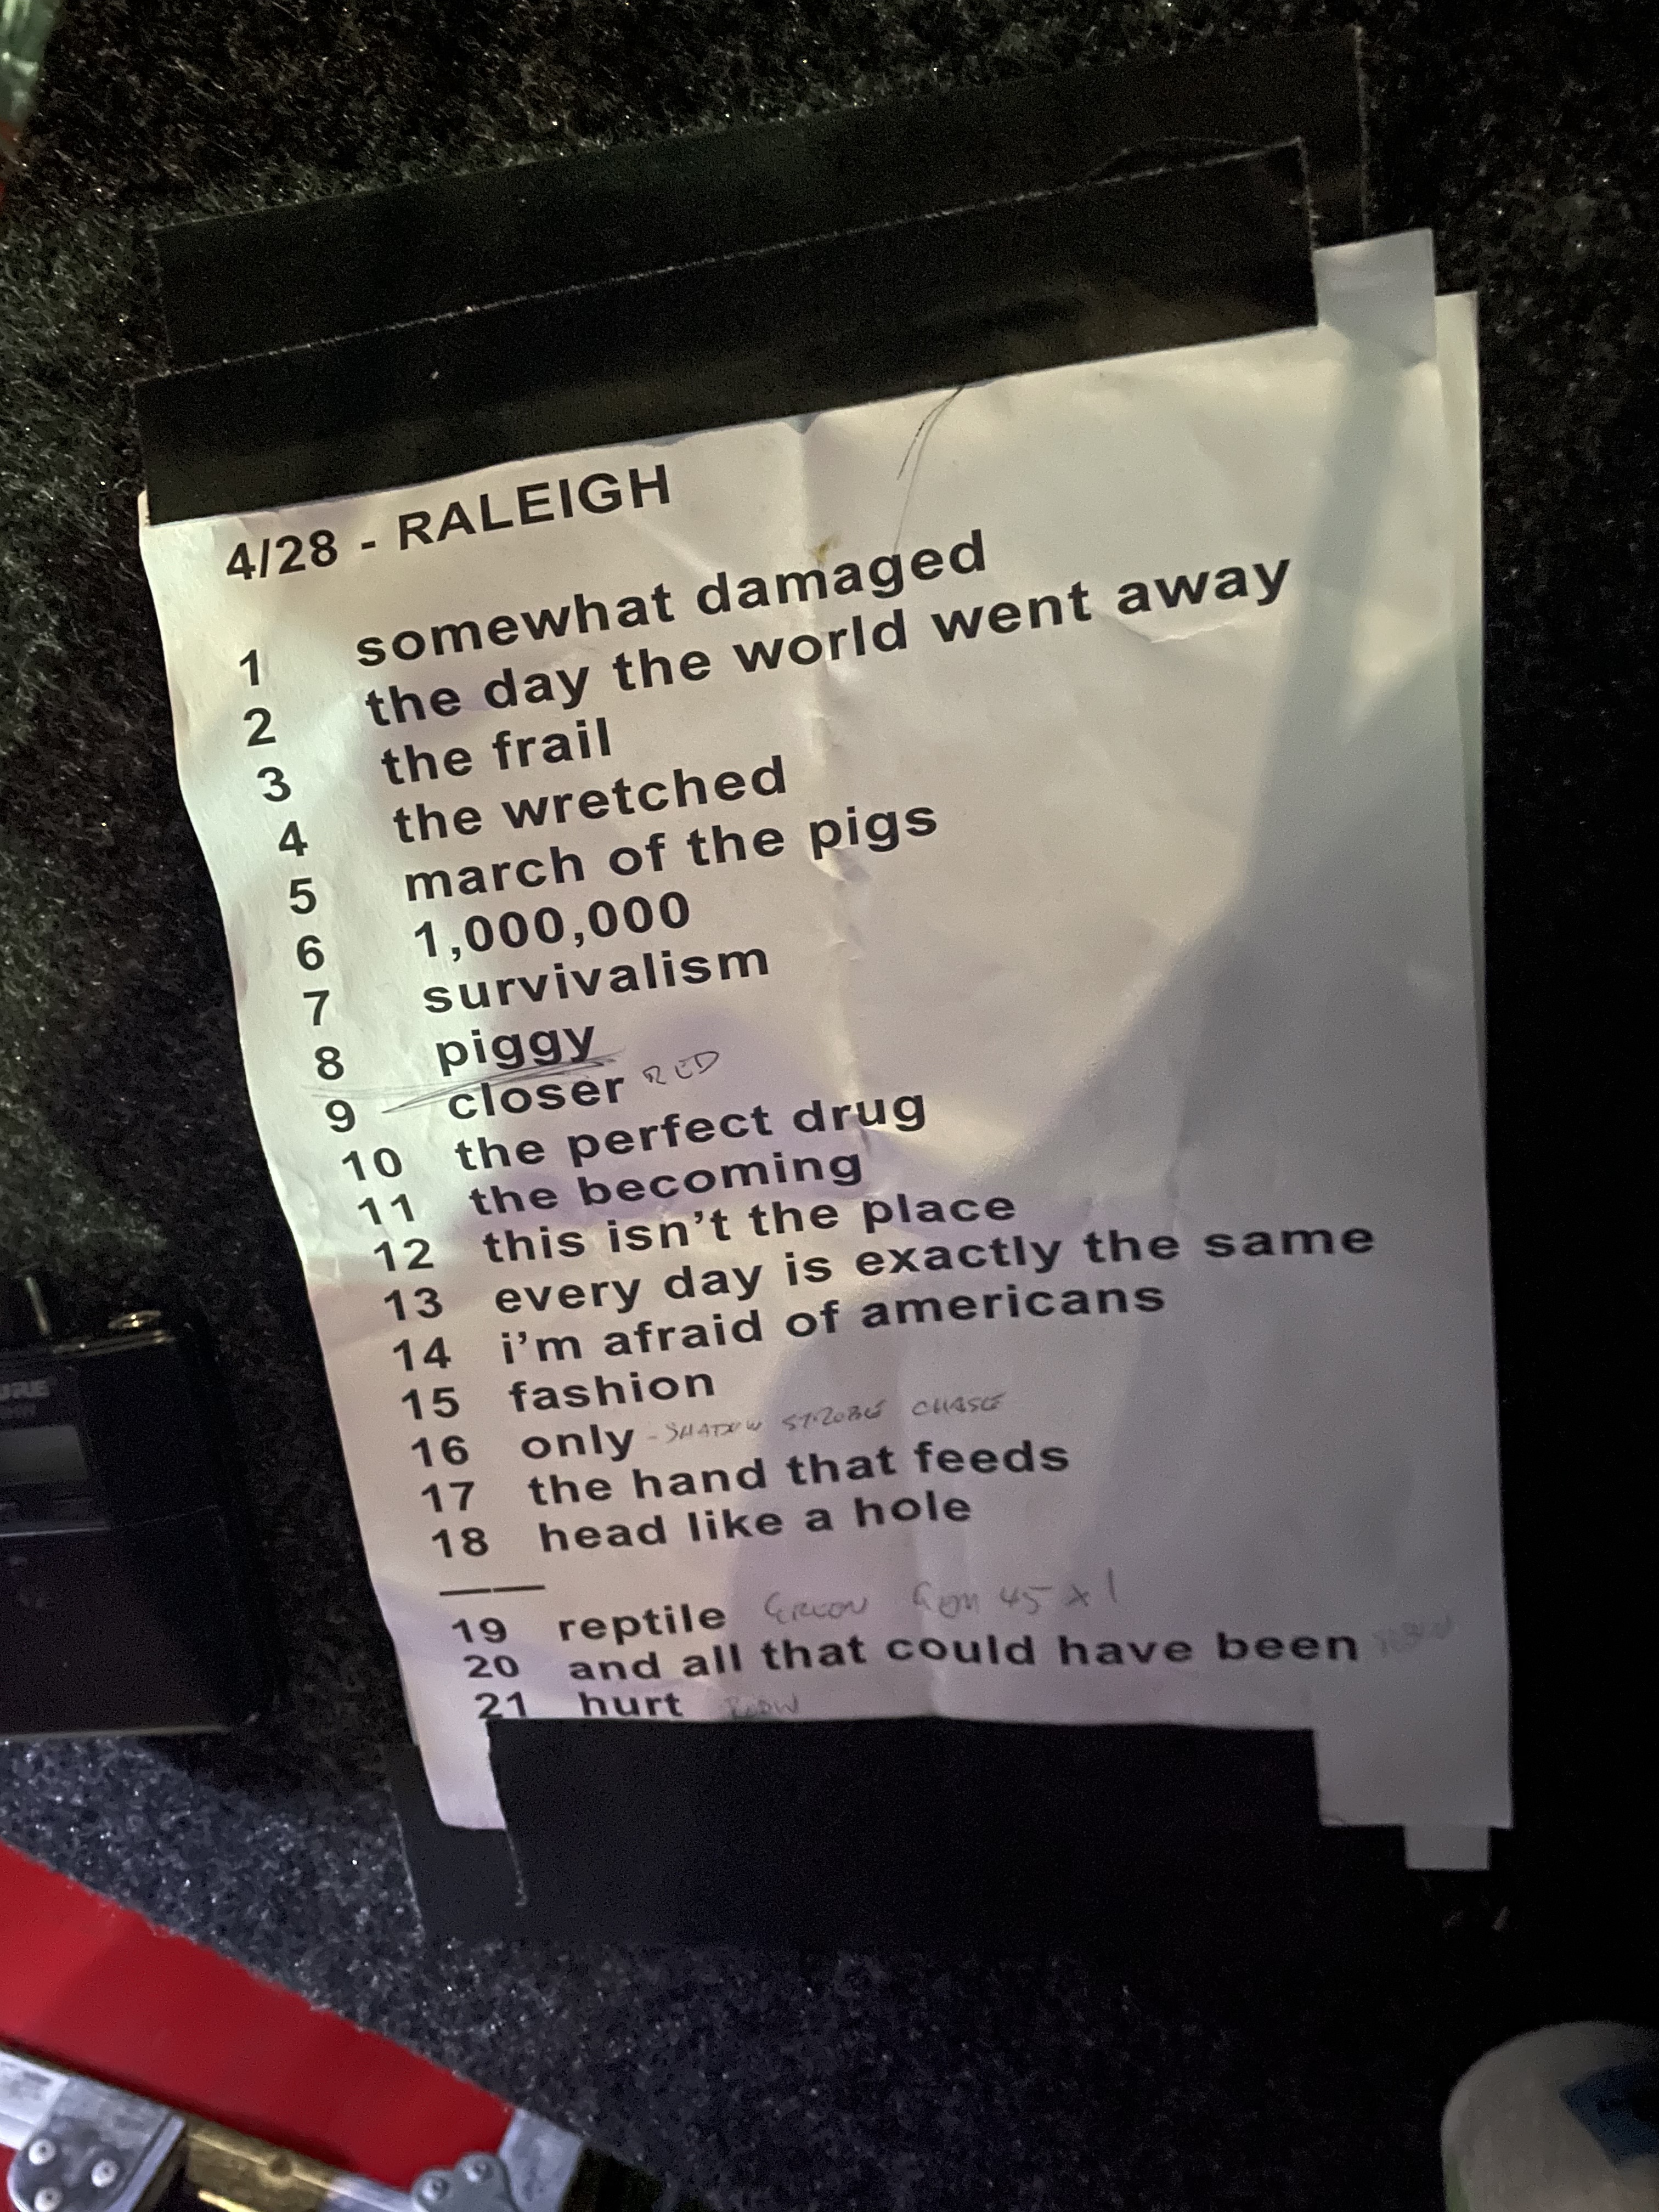 4/28 - RALEIGH
1 somewhat damaged
2 the day the world went away
3 the frail
4 the wretched
5 march of the pigs
6 1,000,000
7 survivalism
8 piggy
9 closer RED
10 the perfect drug
11 the becoming
12 this isn't the place
13 every day is exactly the same
14 i'm afraid of americans
15 fashion
16 only - SHADOW STROBE CHASE
17 the hand that feeds
18 head like a hole
19 reptile GREEN 45 x 1
20 and all that could have been
21 hurt
URE